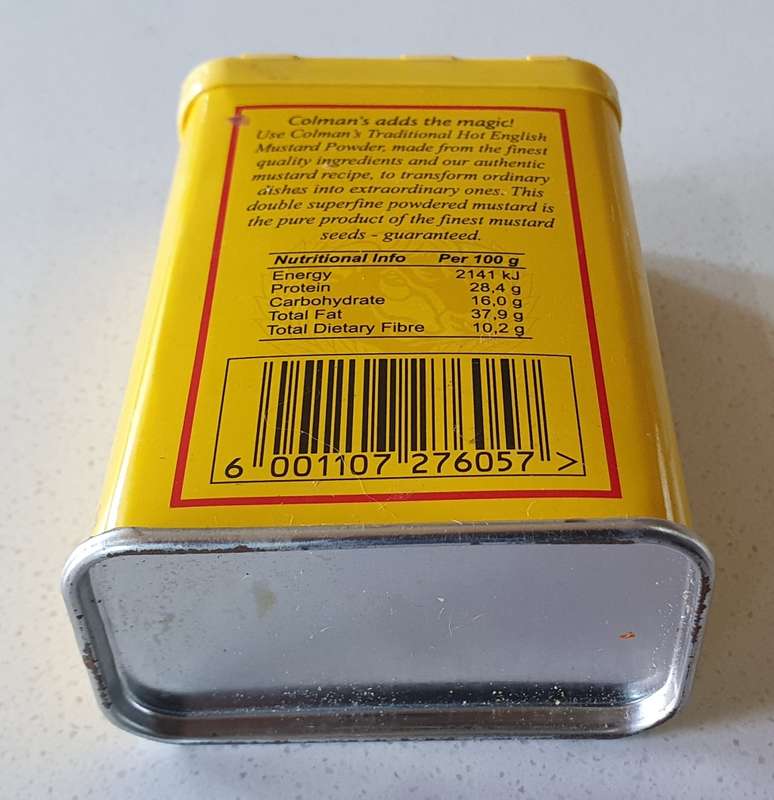 Colman's adds the magic!
Use Colman's Traditional Hot English
Mustard Powder, made from the finest
quality ingredients and our authentic
mustard recipe, to transform ordinary
dishes into extraordinary ones. This
double superfine powdered mustard is
the pure product of the finest mustard
seeds - guaranteed.
Nutritional Info Per 100 g
Energy 2141 kJ
Protein 28,4 g
Carbohydrate 16,0 g
Total Fat 37,9 g
Total Dietary Fibre 10,2 g
6 001107 276057 >